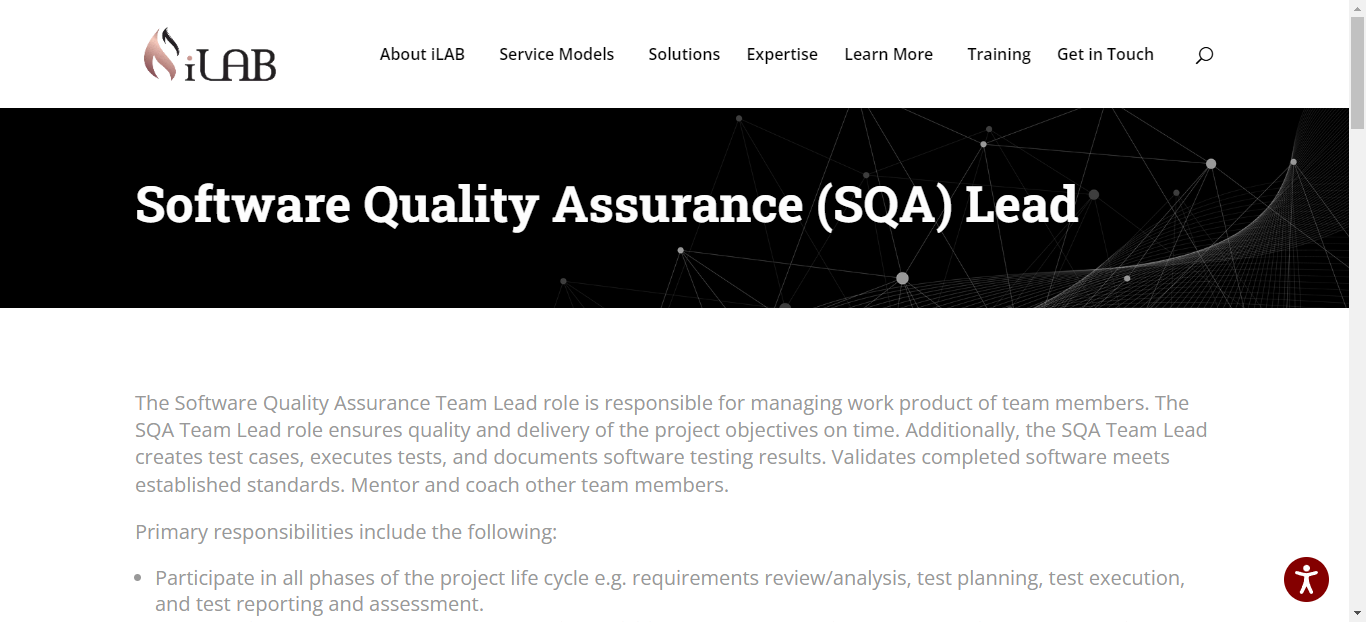 iLAB
About iLAB Service Models Solutions Expertise Learn More Training Get in Touch
Software Quality Assurance (SQA) Lead
The Software Quality Assurance Team Lead role is responsible for managing work product of team members. The
SQA Team Lead role ensures quality and delivery of the project objectives on time. Additionally, the SQA Team Lead
creates test cases, executes tests, and documents software testing results. Validates completed software meets
established standards. Mentor and coach other team members.
Primary responsibilities include the following:
• Participate in all phases of the project life cycle e.g. requirements review/analysis, test planning, test execution,
and test reporting and assessment.